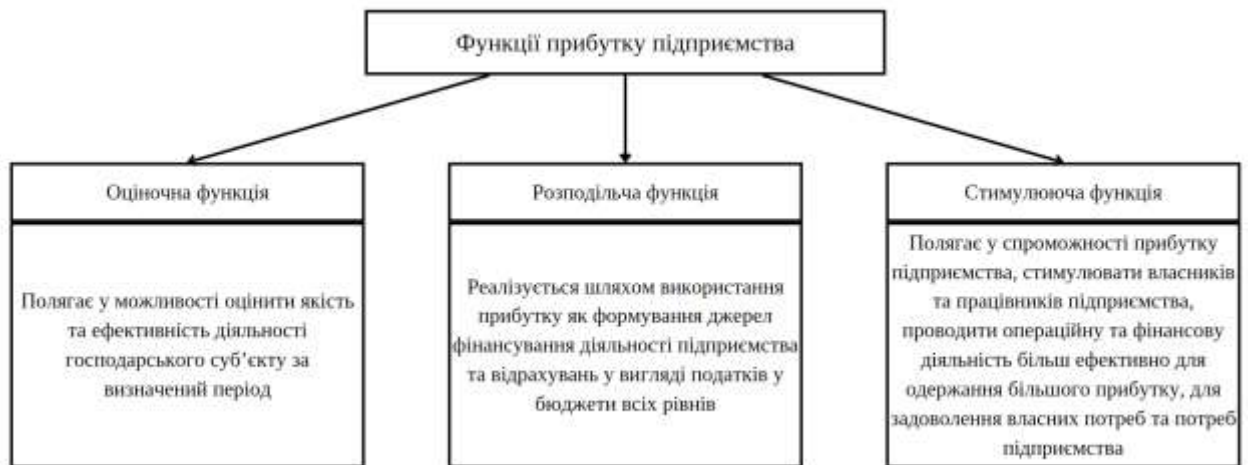 Функції прибутку підприємства
Оціночна функція
Полягає у можливості оцінити якість
та ефективність діяльності
господарського суб’єкту за
визначений період
Розподільча функція
Реалізується шляхом використання
прибутку як формування джерел
фінансування діяльності підприємства
та відрахувань у вигляді податків у
бюджети всіх рівнів
Стимулююча функція
Полягає у спроможності прибутку
підприємства, стимулювати власників
та працівників підприємства,
проводити операційну та фінансову
діяльність більш ефективно для
одержання більшого прибутку, для
задоволення власних потреб та потреб
підприємства